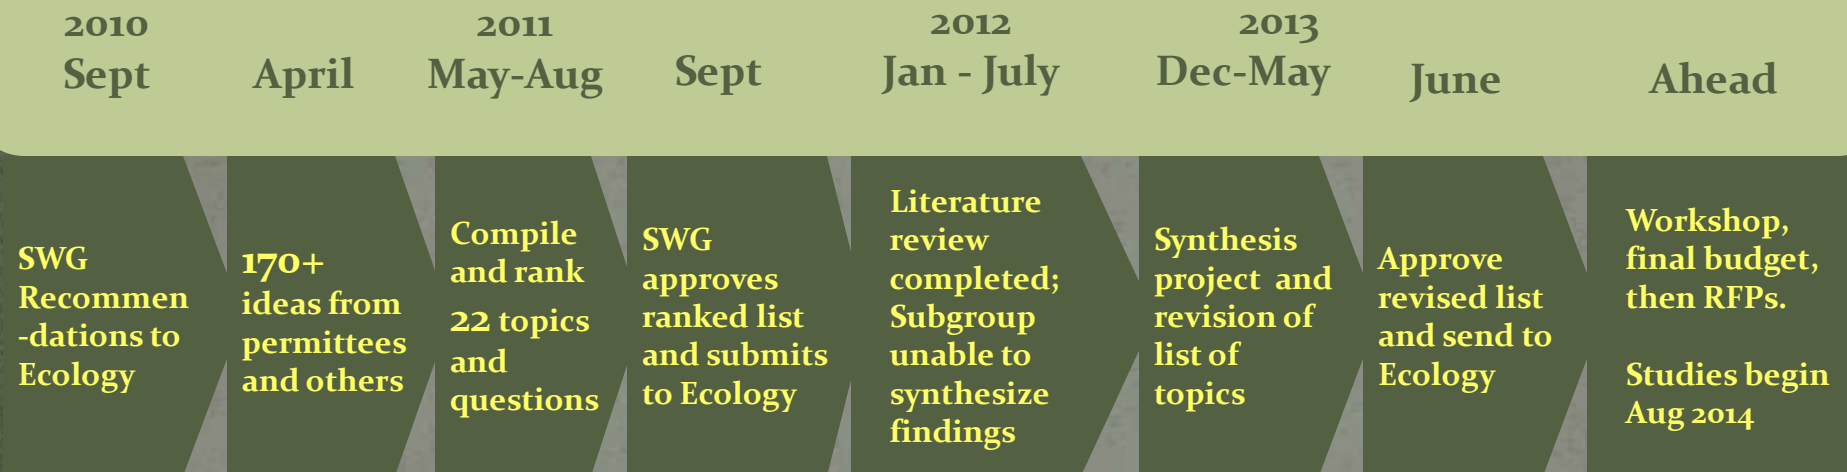 2010
Sept
April
2011
May-Aug
Sept
2012
Jan - July
2013
Dec-May
June
Ahead
SWG
Recommen
-dations to
Ecology
170+
ideas from
permittees
and others
Compile
and rank
22 topics
and
questions
SWG
approves
ranked list
and submits
to Ecology
Literature
review
completed;
Subgroup
unable to
synthesize
findings
Synthesis
project and
revision of
list of
topics
Approve
revised list
and send to
Ecology
Workshop,
final budget,
then RFPs.
Studies begin
Aug 2014